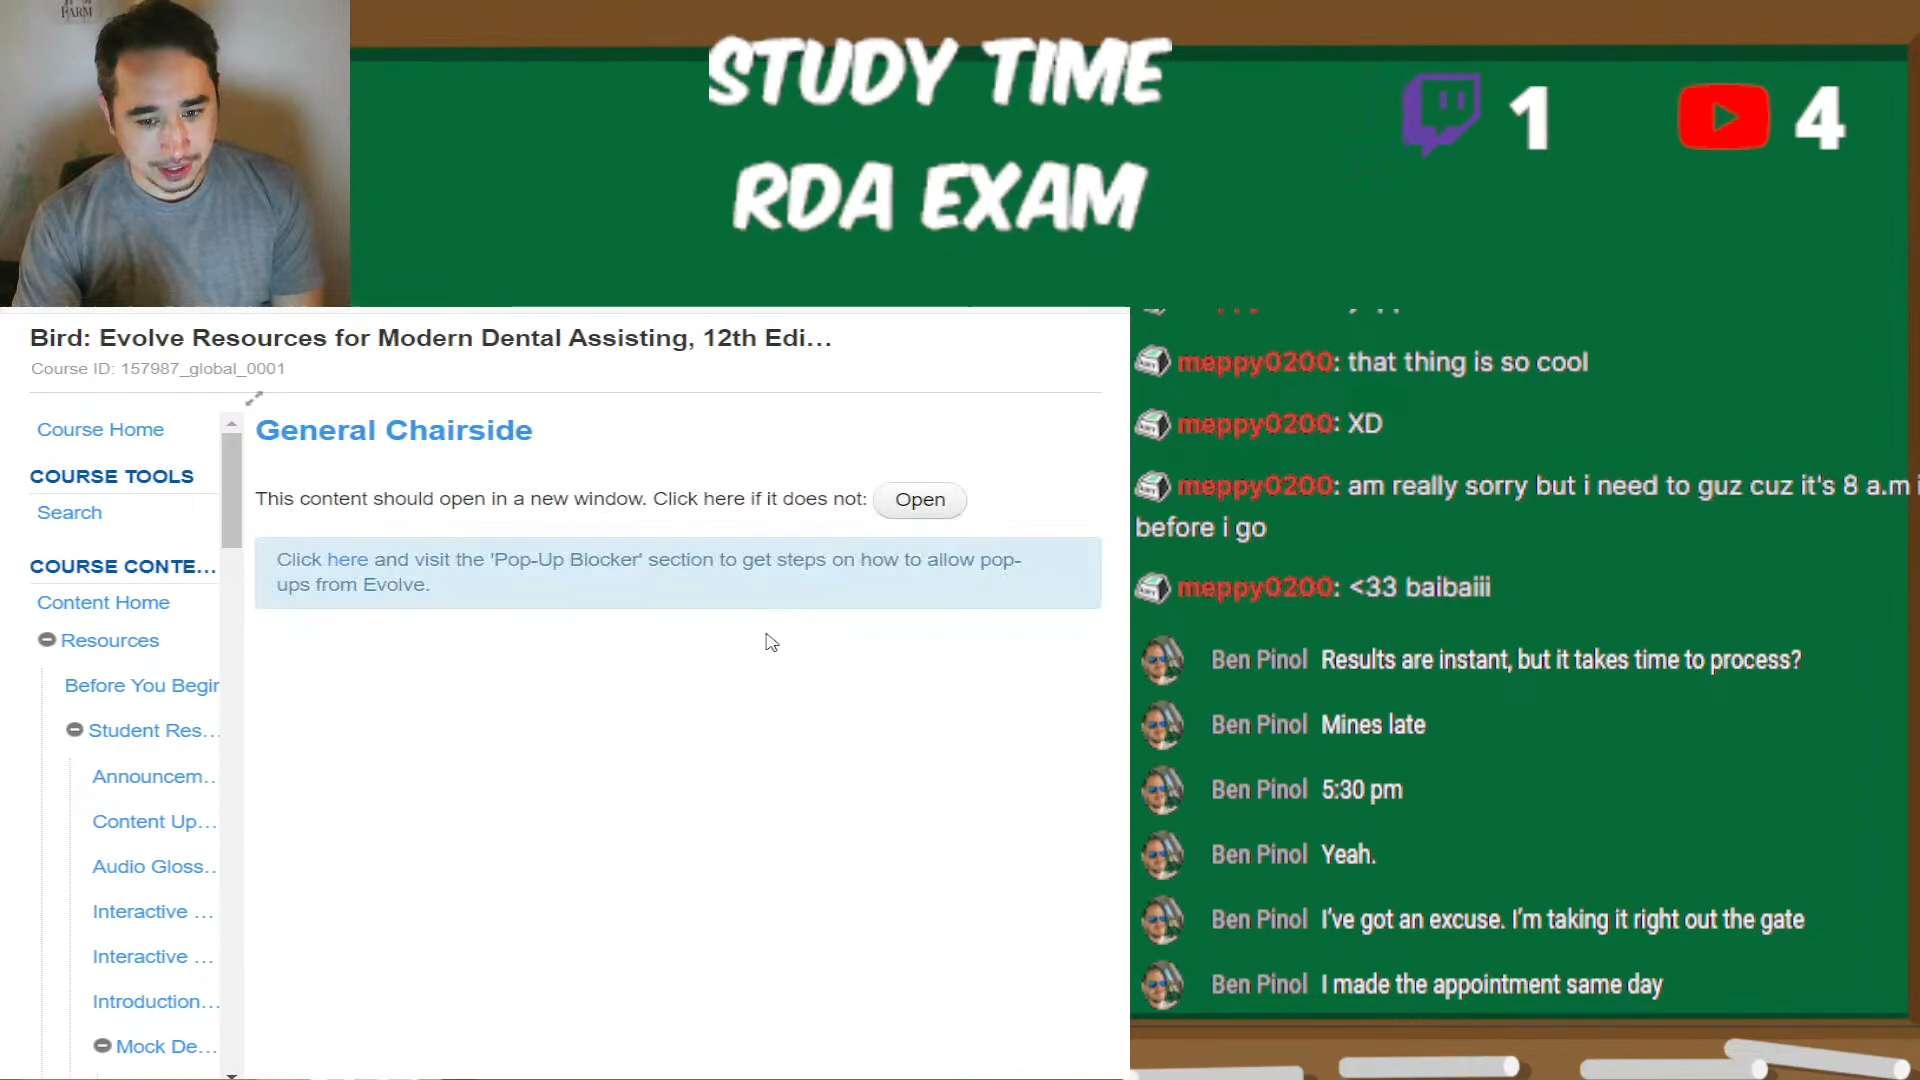 FARM
STUDY TIME
RDA EXAM
1
4
Bird: Evolve Resources for Modern Dental Assisting, 12th Edi...
Course ID: 157987_global_0001
Course Home
COURSE TOOLS
Search
COURSE CONTE...
Content Home
Resources
Before You Begin
Student Res...
Announcem...
Content Up...
Audio Gloss...
Interactive ...
Interactive ...
Introduction...
Mock De...
General Chairside
This content should open in a new window. Click here if it does not: Open
Click here and visit the 'Pop-Up Blocker' section to get steps on how to allow pop-
ups from Evolve.
meppy0200: that thing is so cool
meppy0200: XD
meppy0200: am really sorry but i need to guz cuz it's 8 a.m i
before i go
meppy0200: <33 baibaiii
Ben Pinol Results are instant, but it takes time to process?
Ben Pinol Mines late
Ben Pinol 5:30 pm
Ben Pinol Yeah.
Ben Pinol I've got an excuse. I'm taking it right out the gate
Ben Pinol I made the appointment same day